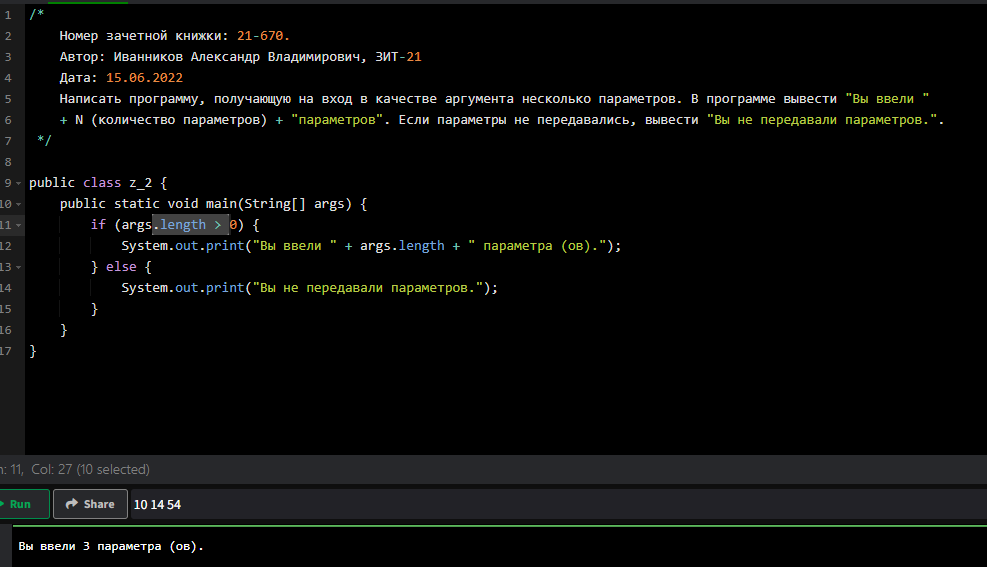 1 /*
2 Номер зачетной книжки: 21-670.
3 Автор: Иванников Александр Владимирович, ЗИТ-21
4 Дата: 15.06.2022
5 Написать программу, получающую на вход в качестве аргумента несколько параметров. В программе вывести "Вы ввели "
6 + N (количество параметров) + "параметров". Если параметры не передавались, вывести "Вы не передавали параметров.".
7 */
8
9 public class z_2 {
10 public static void main(String[] args) {
11 if (args.length > 0) {
12 System.out.print("Вы ввели " + args.length + " параметра (ов).");
13 } else {
14 System.out.print("Вы не передавали параметров.");
15 }
16 }
17 }
n: 11, Col: 27 (10 selected)
Run Share 10 14 54
Вы ввели 3 параметра (ов).